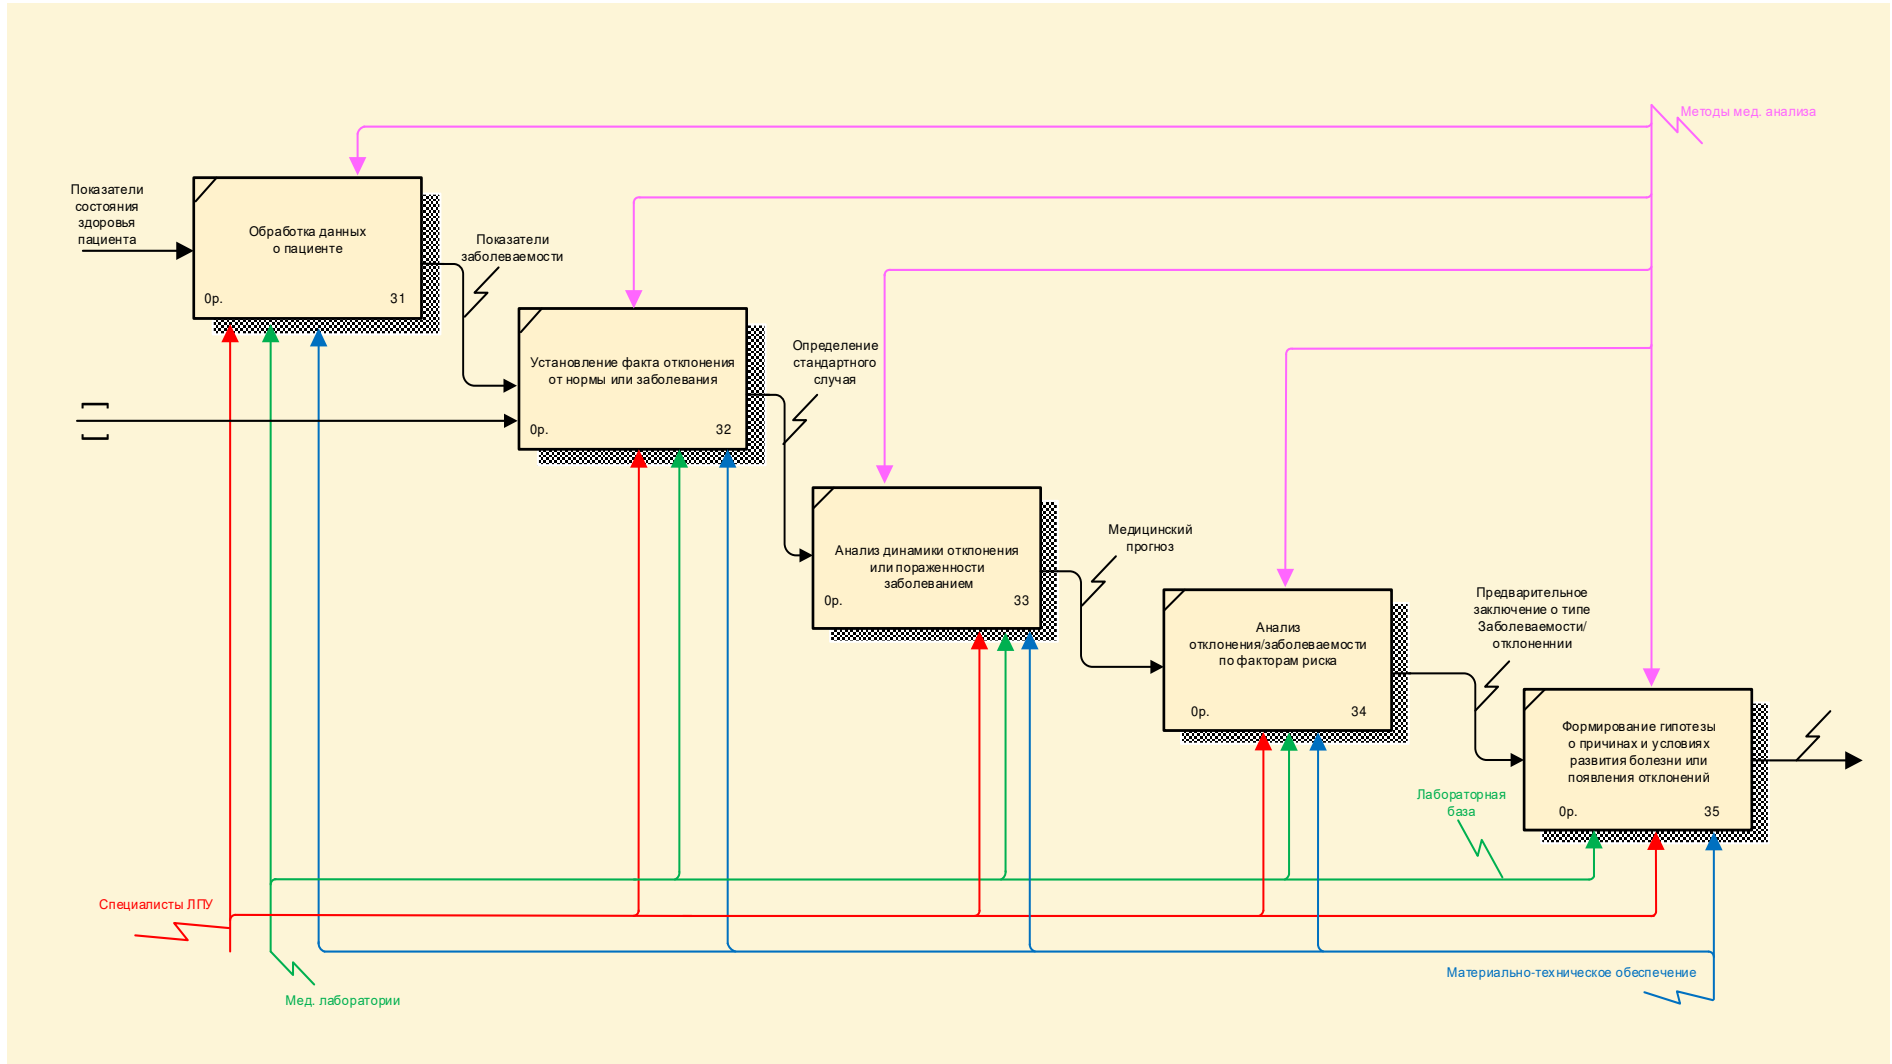 Методы мед. анализа
Показатели
состояния
здоровья
пациента
Обработка данных
о пациенте
0р.
31
Показатели
заболеваемости
Установление факта отклонения
от нормы или заболевания
0р.
32
Определение
стандартного
случая
Анализ динамики отклонения
или пораженности
заболеванием
0р.
33
Медицинский
прогноз
Анализ
отклонения/заболеваемости
по факторам риска
0р.
34
Предварительное
заключение о типе
Заболеваемости/
отклоненнии
Формирование гипотезы
о причинах и условиях
развития болезни или
появления отклонений
0р.
35
Лабораторная
база
Специалисты ЛПУ
Мед. лаборатории
Материально-техническое обеспечение